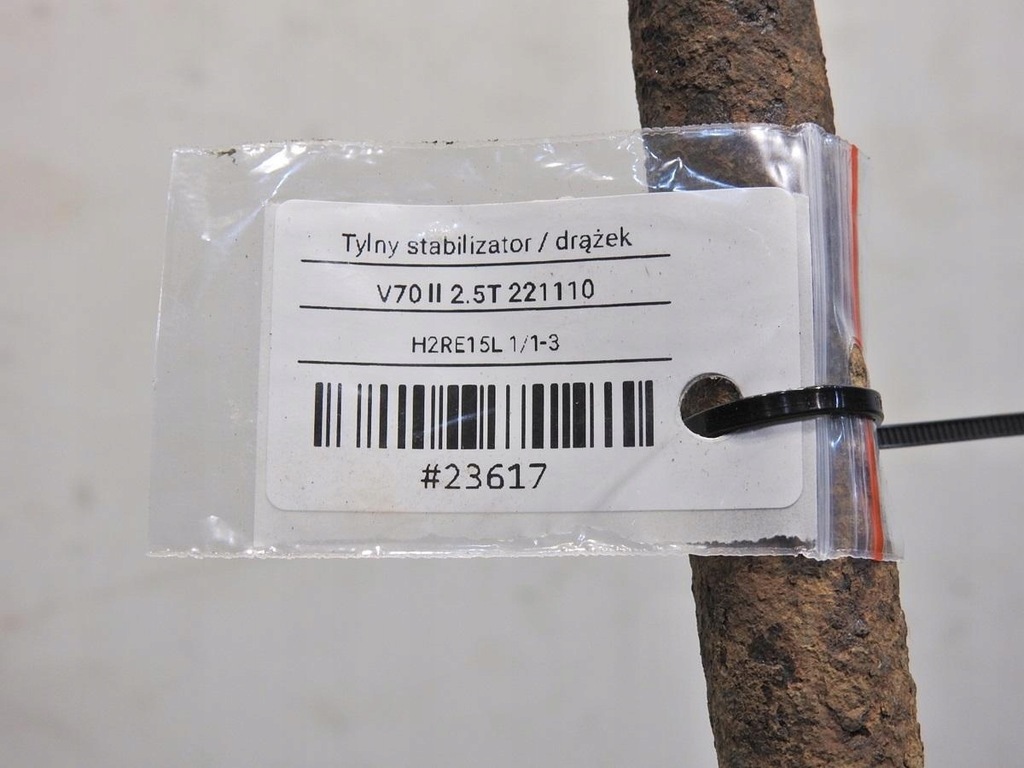 Tylny stabilizator / drążek
V70 II 2.5T 221110
H2RE15L 1/1-3
#23617